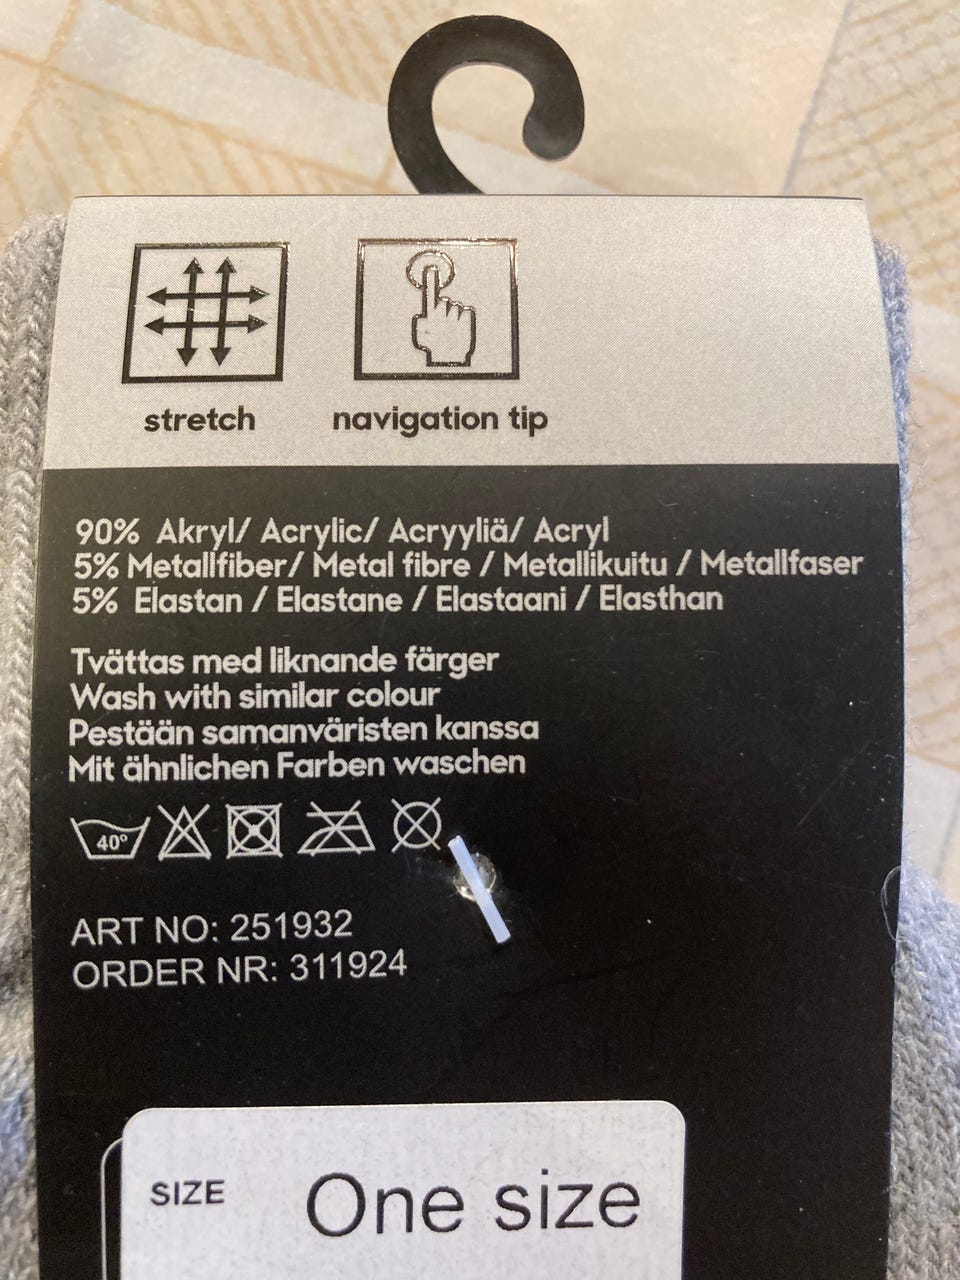 stretch navigation tip
90% Akryl/ Acrylic/ Acryyliä/ Acryl
5% Metallfiber/ Metal fibre / Metallikuitu / Metallfaser
5% Elastan / Elastane / Elastaani / Elasthan
Tvättas med liknande färger
Wash with similar colour
Pestään samanväristen kanssa
Mit ähnlichen Farben waschen
40°
ART NO: 251932
ORDER NR: 311924
SIZE One size